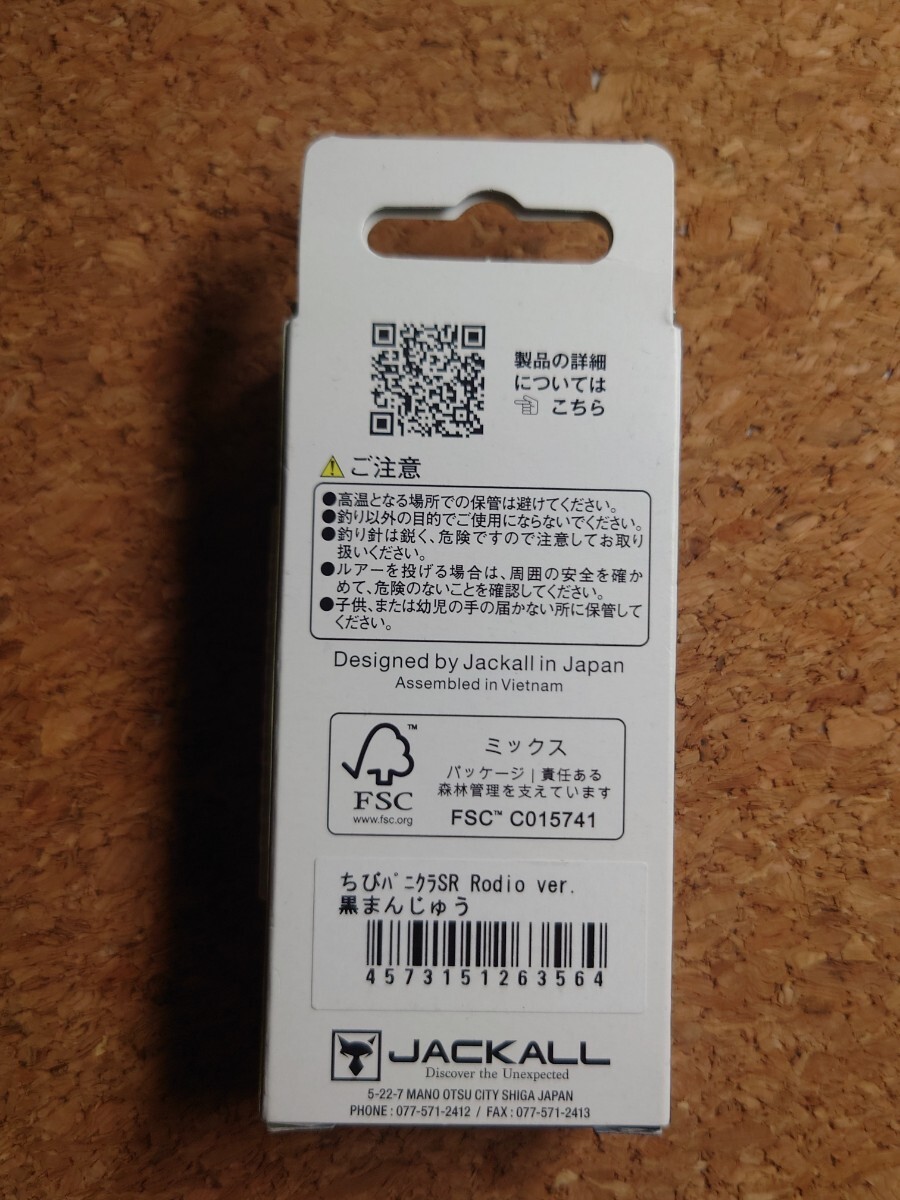 製品の詳細
については
☜ こちら
ご注意
●高温となる場所での保管は避けてください。
●釣り以外の目的でご使用にならないでください。
●釣り針は鋭く、危険ですので注意してお取り
扱いください。
●ルアーを投げる場合は、周囲の安全を確か
めて、危険のないことを確認してください。
●子供、または幼児の手の届かない所に保管して
ください。
Designed by Jackall in Japan
Assembled in Vietnam
FSC
www.fsc.org
ミックス
パッケージ | 責任ある
森林管理を支えています
FSC™ C015741
ちびﾊﾟﾆｸﾗSR Rodio ver.
黒まんじゅう
4573151263564
JACKALL
Discover the Unexpected
5-22-7 MANO OTSU CITY SHIGA JAPAN
PHONE : 077-571-2412 / FAX : 077-571-2413